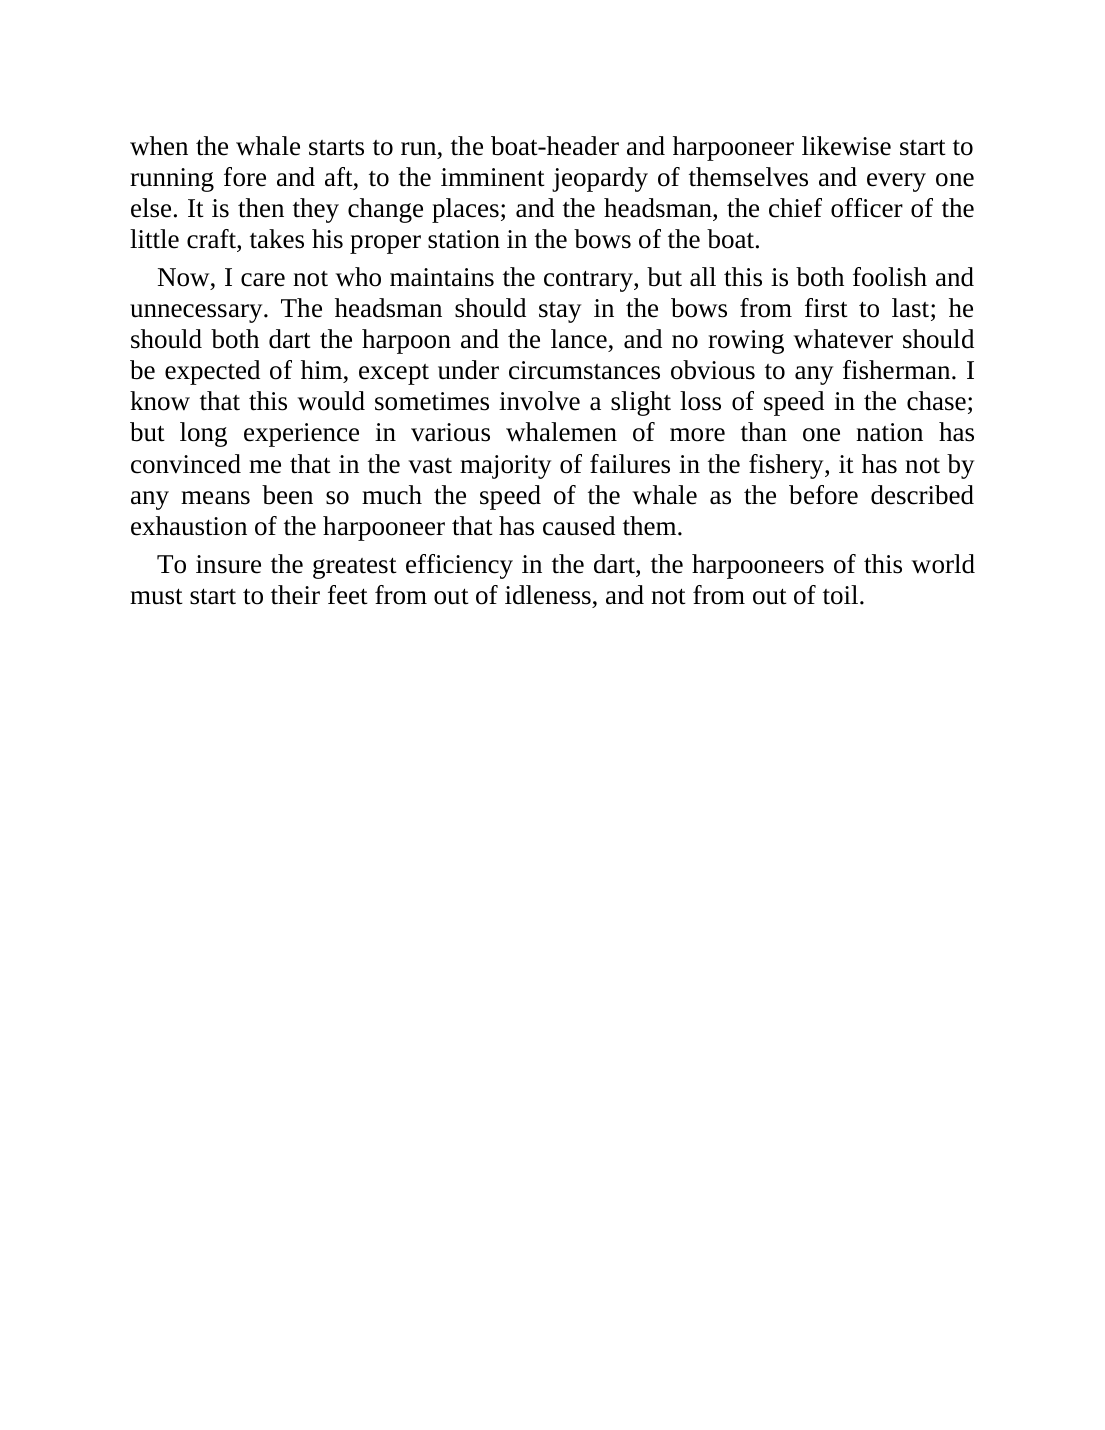 when the whale starts to run, the boat-header and harpooneer likewise start to
running fore and aft, to the imminent jeopardy of themselves and every one
else. It is then they change places; and the headsman, the chief officer of the
little craft, takes his proper station in the bows of the boat.
Now, I care not who maintains the contrary, but all this is both foolish and
unnecessary. The headsman should stay in the bows from first to last; he
should both dart the harpoon and the lance, and no rowing whatever should
be expected of him, except under circumstances obvious to any fisherman. I
know that this would sometimes involve a slight loss of speed in the chase;
but long experience in various whalemen of more than one nation has
convinced me that in the vast majority of failures in the fishery, it has not by
any means been so much the speed of the whale as the before described
exhaustion of the harpooneer that has caused them.
To insure the greatest efficiency in the dart, the harpooneers of this world
must start to their feet from out of idleness, and not from out of toil.